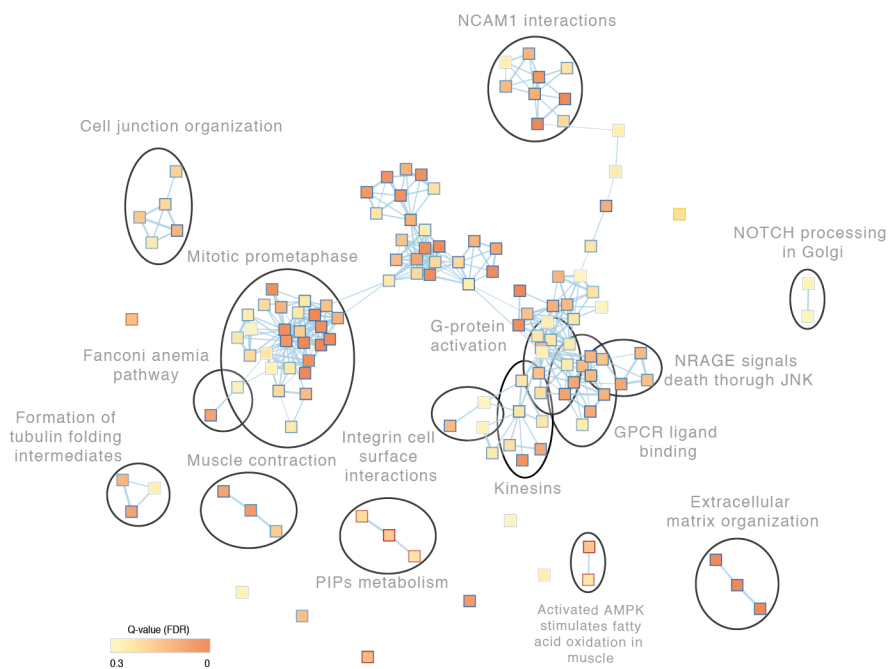 NCAM1 interactions
Cell junction organization
NOTCH processing
in Golgi
Mitotic prometaphase
G-protein
activation
Fanconi anemia
pathway
NRAGE signals
death thorugh JNK
Formation of
tubulin folding
intermediates
Integrin cell
surface
interactions
GPCR ligand
binding
Muscle contraction
Kinesins
Extracellular
matrix organization
PIPs metabolism
Activated AMPK
stimulates fatty
acid oxidation in
muscle
Q-value (FDR)
0.3 0